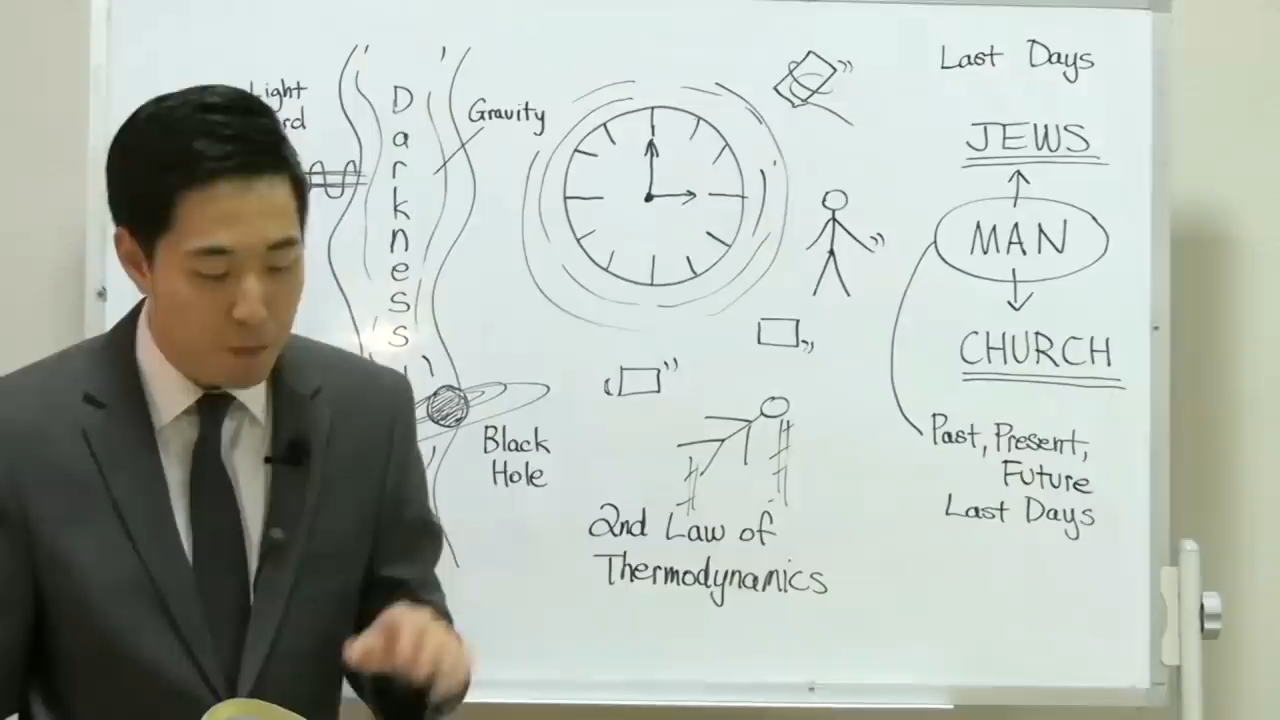 Light
Darkness
Gravity
Black
Hole
2nd Law of
Thermodynamics
Last Days
JEWS
MAN
CHURCH
Past, Present,
Future
Last Days